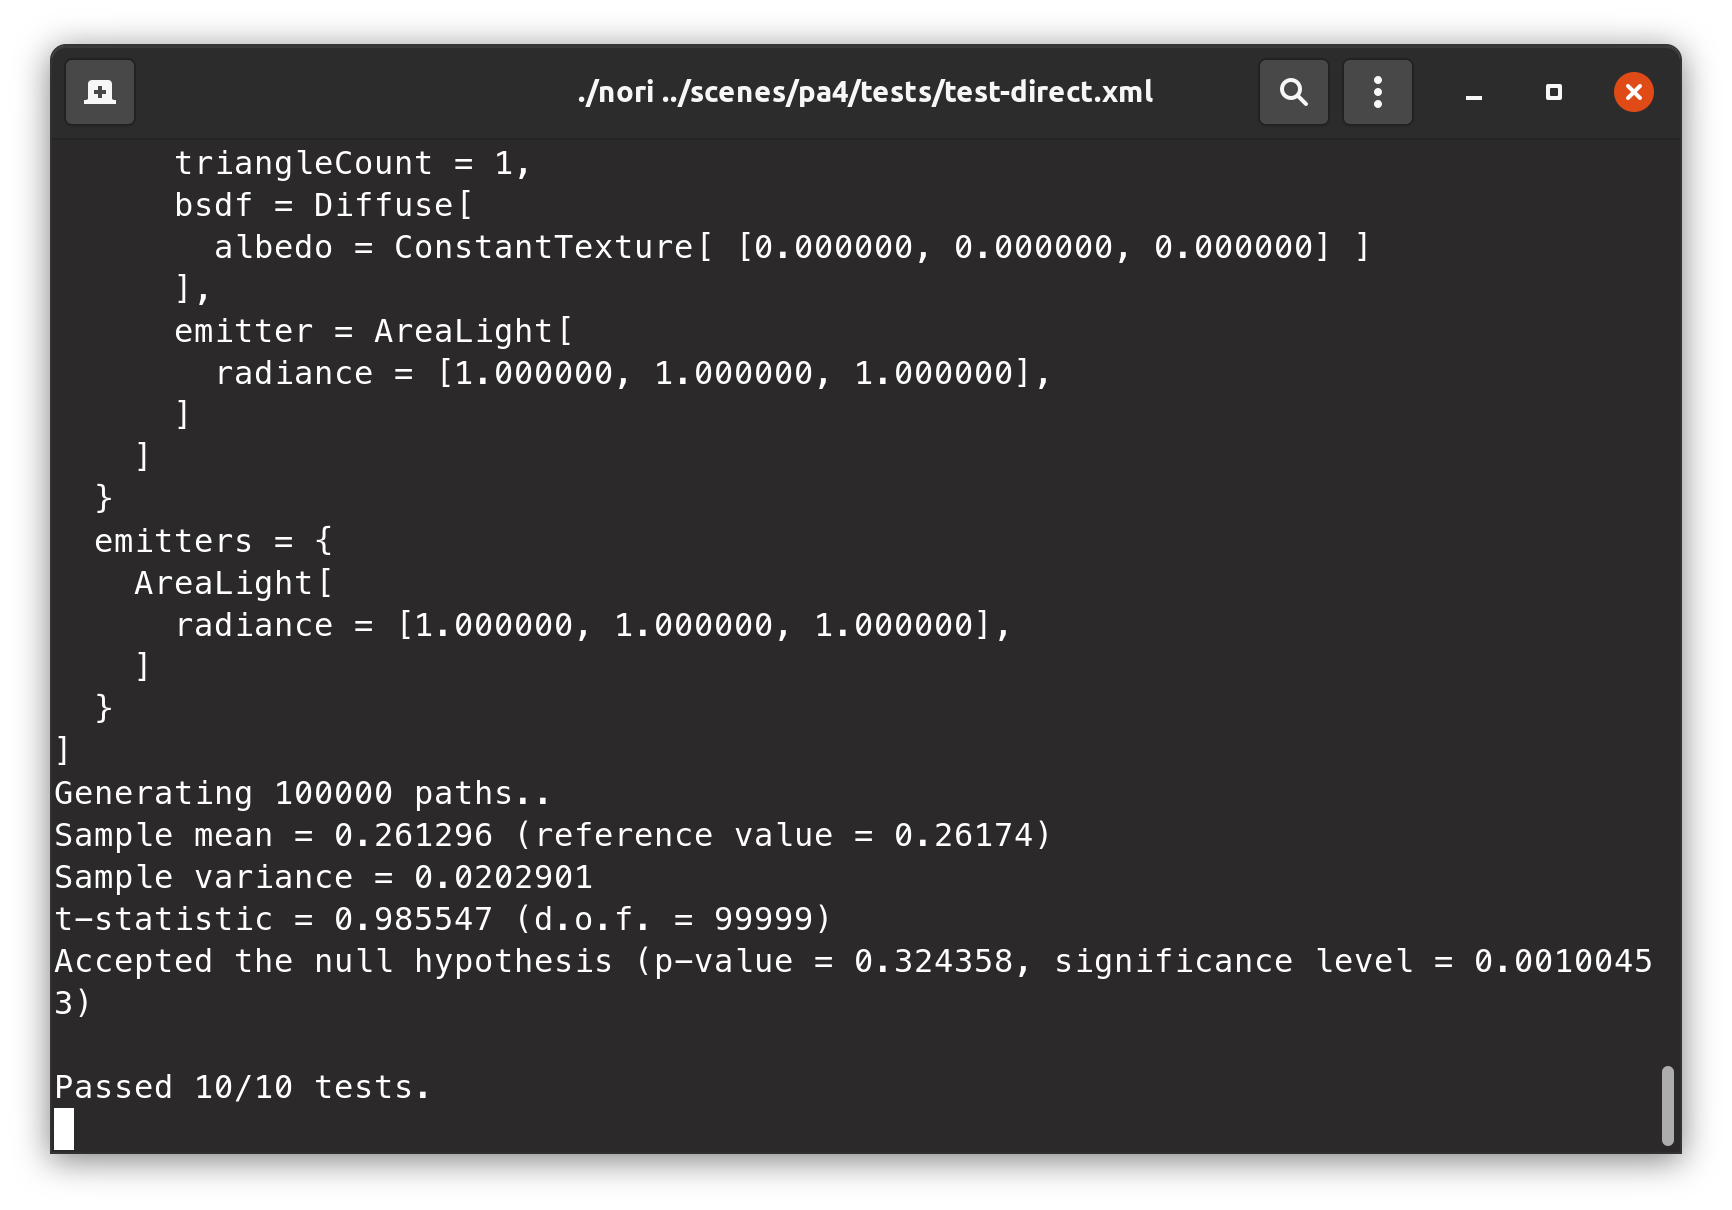 ./nori ../scenes/pa4/tests/test-direct.xml
      triangleCount = 1,
      bsdf = Diffuse[
        albedo = ConstantTexture[ [0.000000, 0.000000, 0.000000] ]
      ],
      emitter = AreaLight[
        radiance = [1.000000, 1.000000, 1.000000],
      ]
    ]
  }
  emitters = {
    AreaLight[
      radiance = [1.000000, 1.000000, 1.000000],
    ]
  }
]
Generating 100000 paths..
Sample mean = 0.261296 (reference value = 0.26174)
Sample variance = 0.0202901
t-statistic = 0.985547 (d.o.f. = 99999)
Accepted the null hypothesis (p-value = 0.324358, significance level = 0.0010045
3)

Passed 10/10 tests.